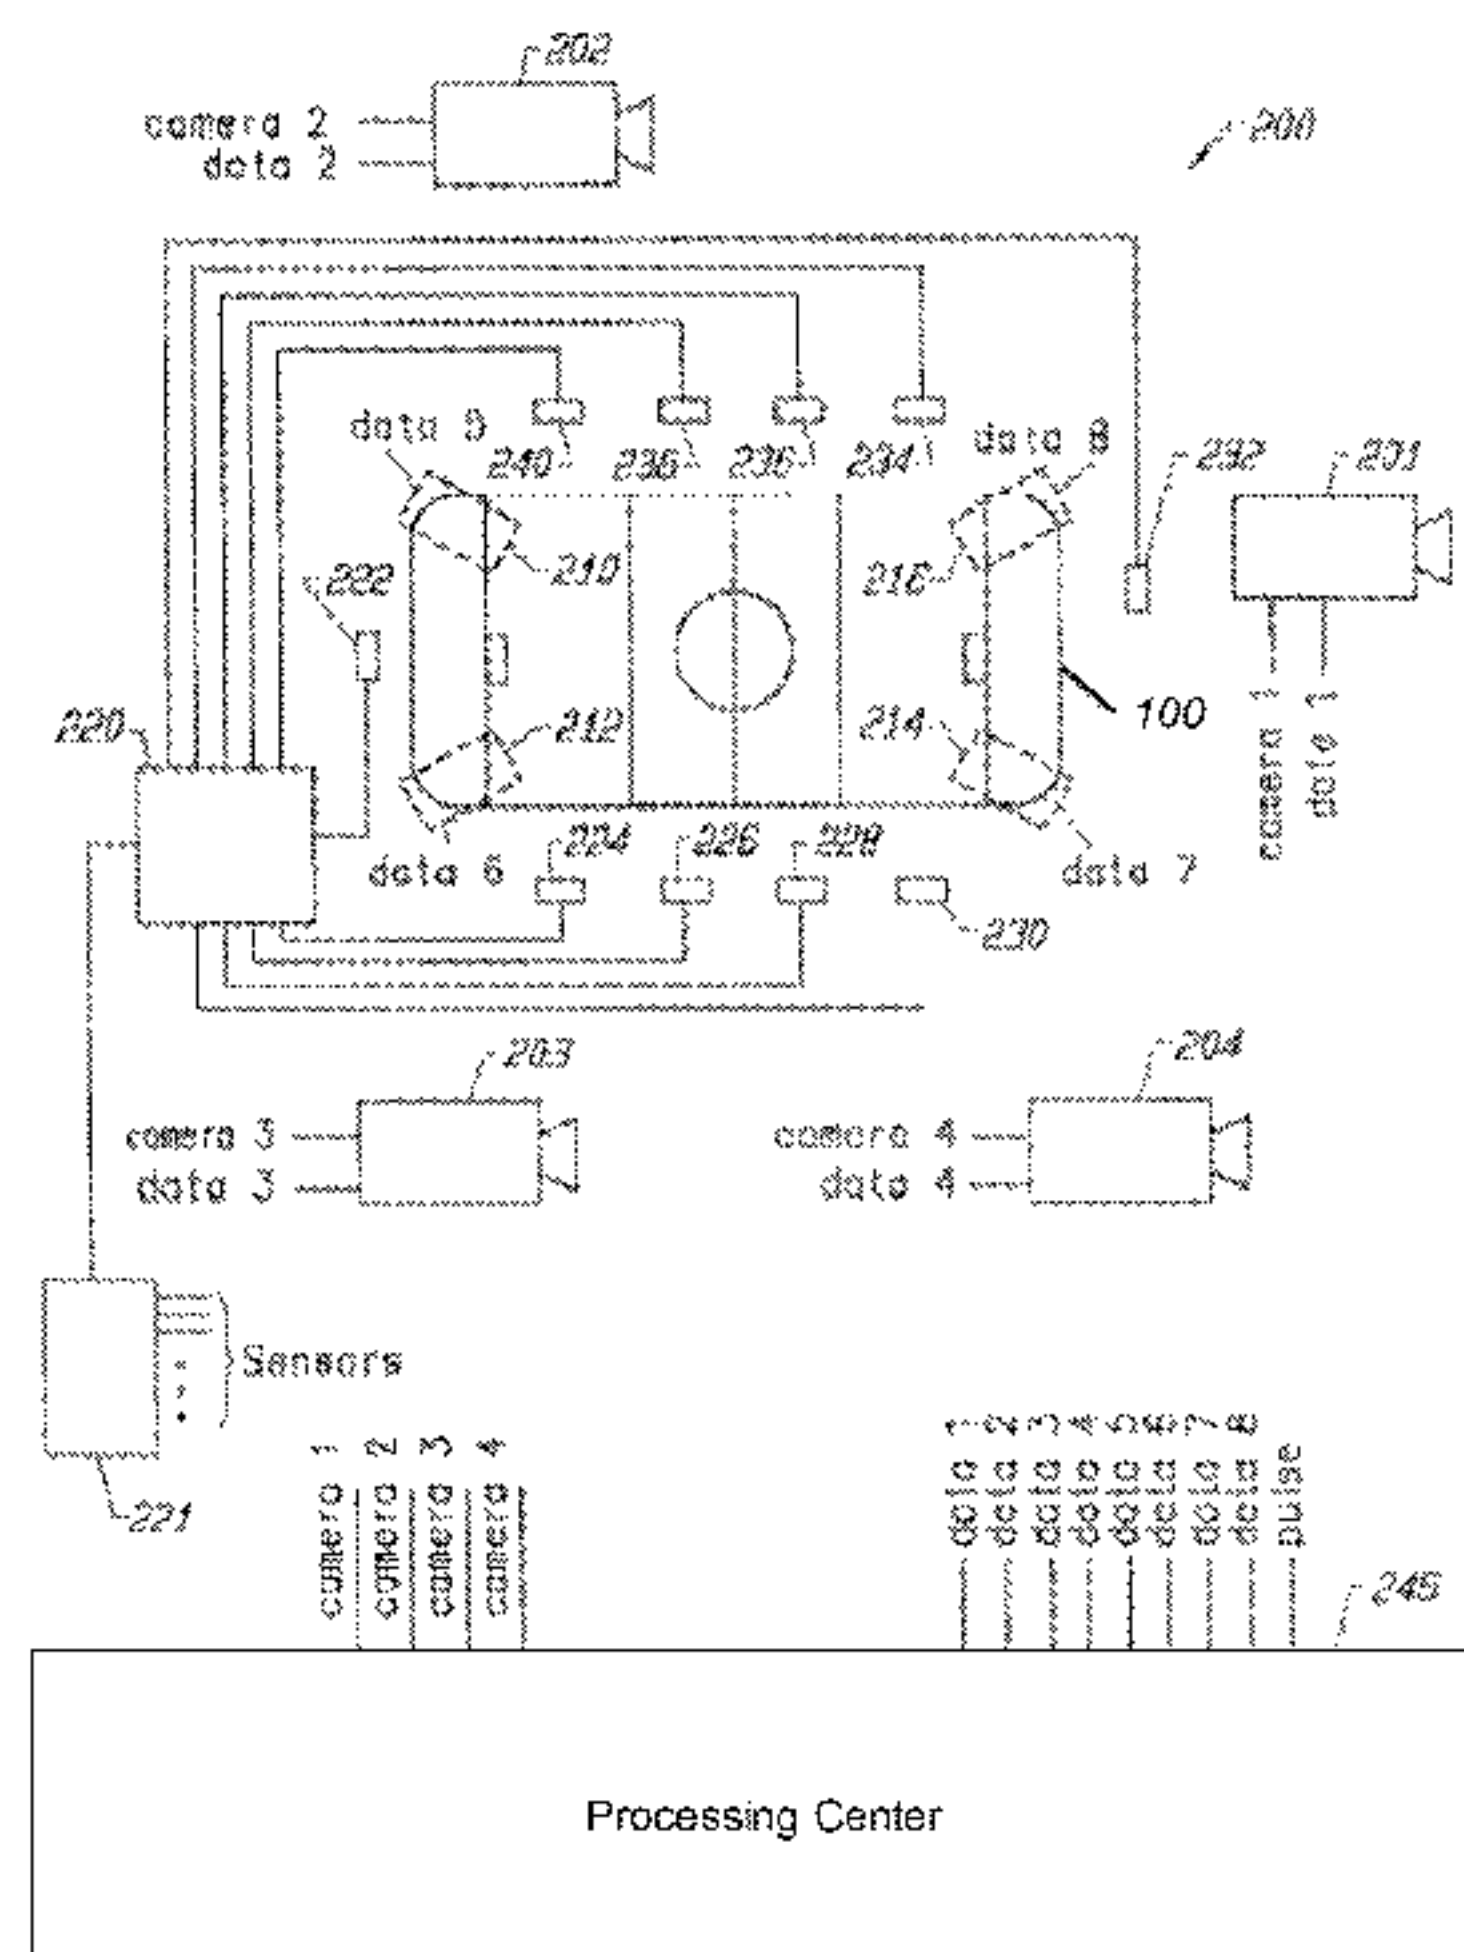 202
camera 2
200
data 2
data 5
data 8
240
236
234
232
201
210
216
222
220
212
214
100
camera 1
data 1
224
226
228
data 6
data 7
230
203
204
camera 3
camera 4
data 3
data 4
Sensors
221
camera 1
camera 2
camera 3
camera 4
data 1
data 2
data 3
data 4
data 5
data 6
data 7
data 8
pulse
245
Processing Center